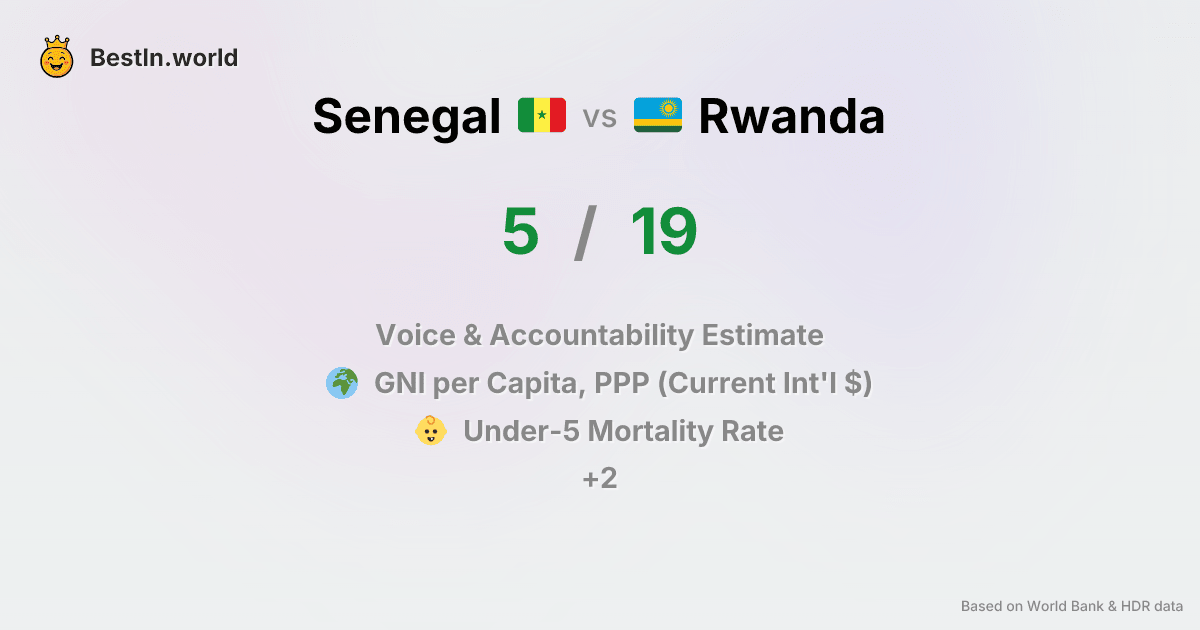 BestIn.world
Senegal vs Rwanda
5 / 19
Voice & Accountability Estimate
GNI per Capita, PPP (Current Int'l $)
Under-5 Mortality Rate
+2
Based on World Bank & HDR data